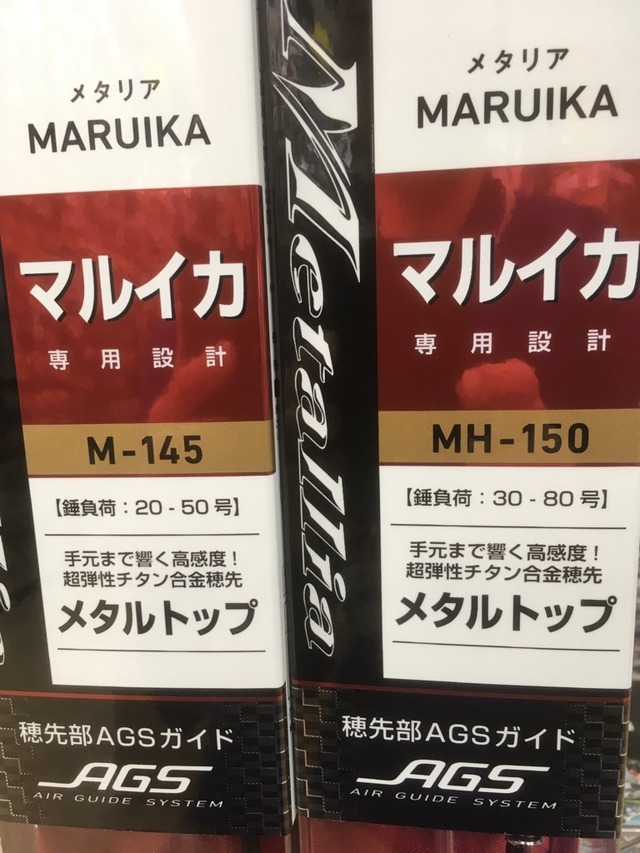 メタリア
MARUIKA
マルイカ
専用設計
M-145
【錘負荷：20-50号】
手元まで響く高感度！
超弾性チタン合金穂先
メタルトップ
穂先部AGSガイド
AGS
AIR GUIDE SYSTEM
Metallia
メタリア
MARUIKA
マルイカ
専用設計
MH-150
【錘負荷：30-80号】
手元まで響く高感度！
超弾性チタン合金穂先
メタルトップ
穂先部AGSガイド
AGS
AIR GUIDE SYSTEM